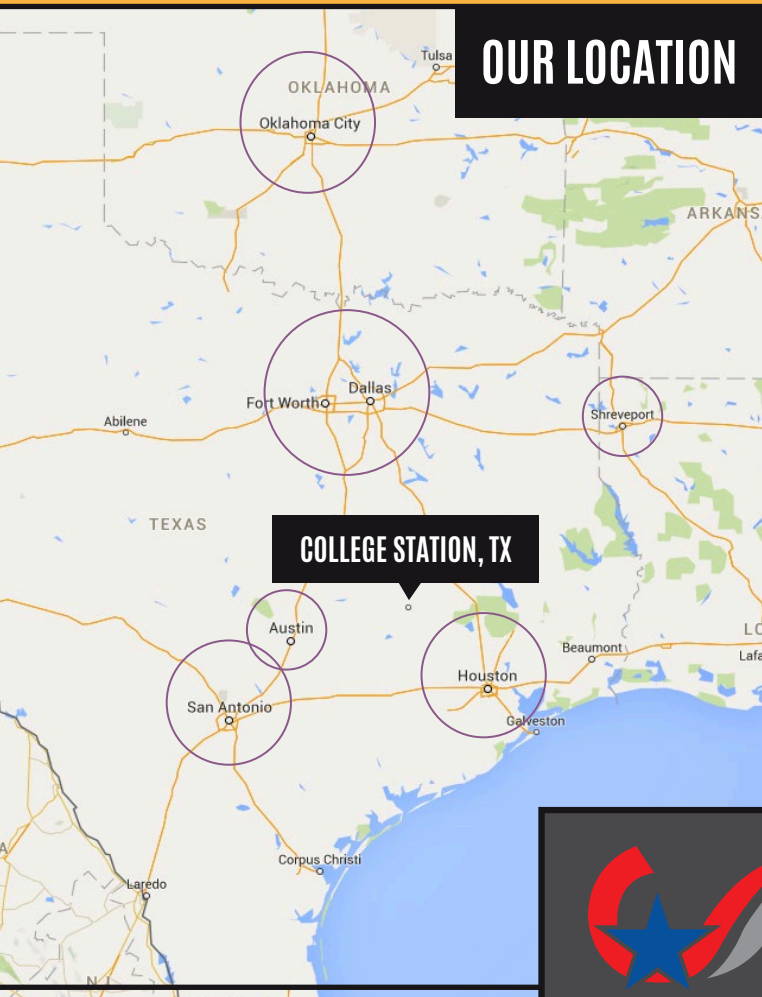 Tulsa
OUR LOCATION
OKLAHOMA
Oklahoma City
ARKANS
Dallas
Fort Worth
Shreveport
Abilene
TEXAS
COLLEGE STATION, TX
Austin
LO
Beaumont
Lafa
Houston
San Antonio
Galveston
A
Corpus Christi
Laredo